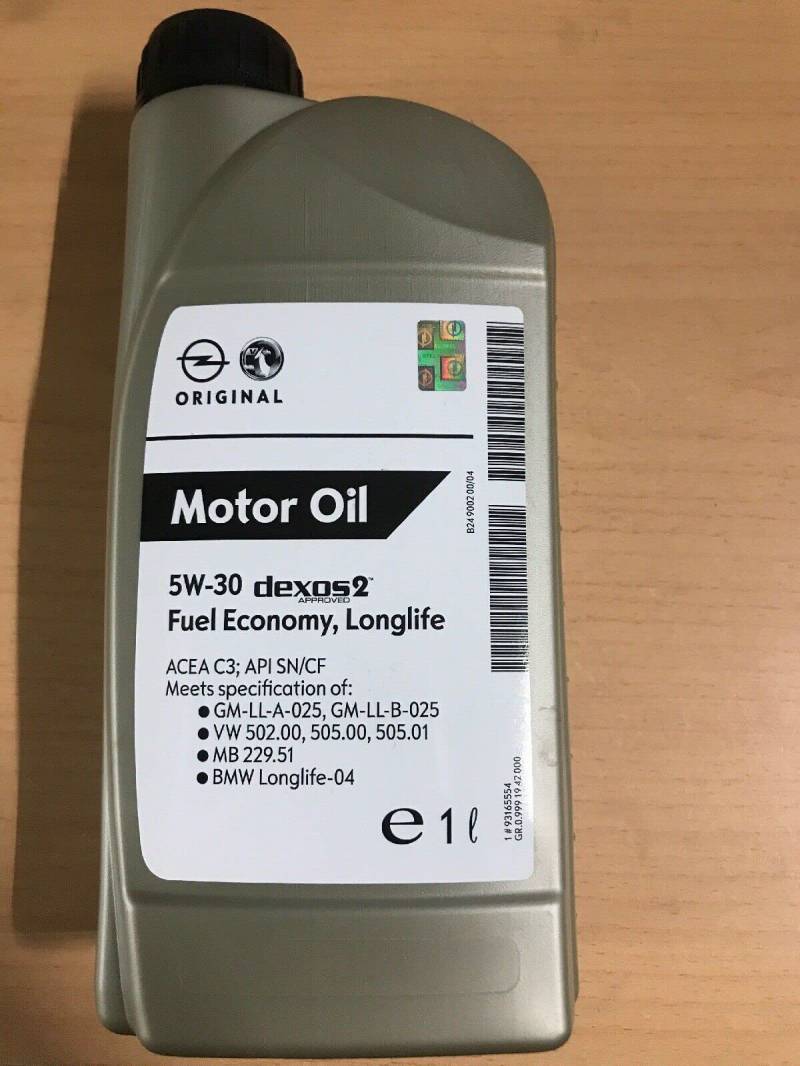 ORIGINAL
Motor Oil
5W-30 dexos2™
APPROVED
Fuel Economy, Longlife
ACEA C3; API SN/CF
Meets specification of:
● GM-LL-A-025, GM-LL-B-025
● VW 502.00, 505.00, 505.01
● MB 229.51
● BMW Longlife-04
e 1 ℓ
B24 9002 00/04
1 # 93165554
GR.0.999 19 42 000